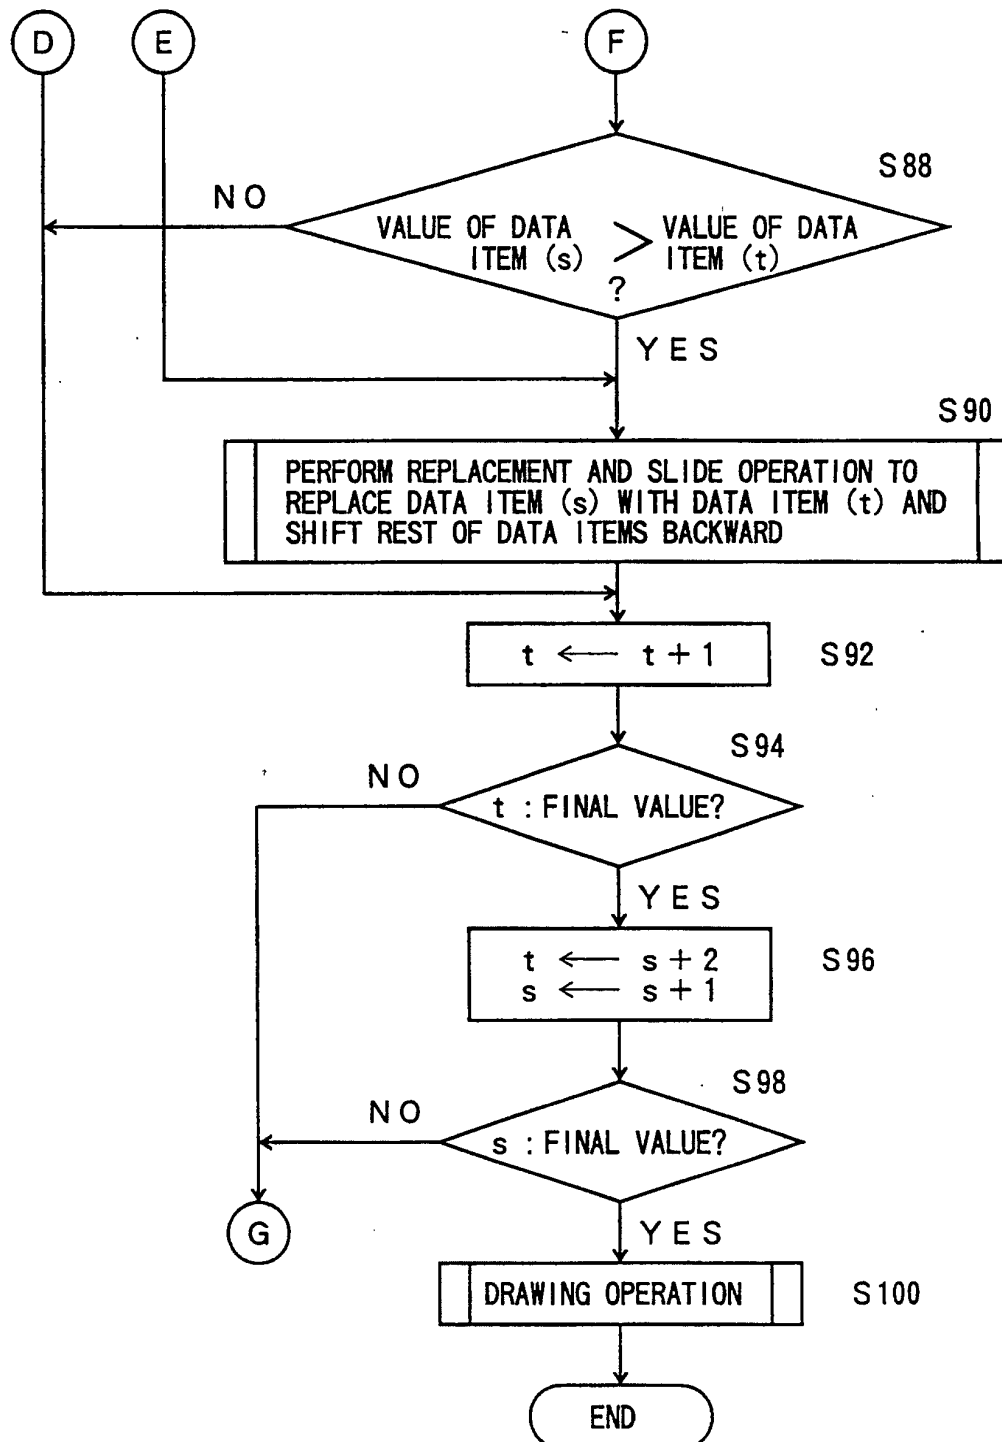 D
E
F
S88
NO
VALUE OF DATA
ITEM (s)
>
VALUE OF DATA
ITEM (t)
?
YES
S90
PERFORM REPLACEMENT AND SLIDE OPERATION TO
REPLACE DATA ITEM (s) WITH DATA ITEM (t) AND
SHIFT REST OF DATA ITEMS BACKWARD
t ← t + 1
S92
S94
NO
t : FINAL VALUE?
YES
t ← s + 2
s ← s + 1
S96
S98
NO
s : FINAL VALUE?
G
YES
DRAWING OPERATION
S100
END